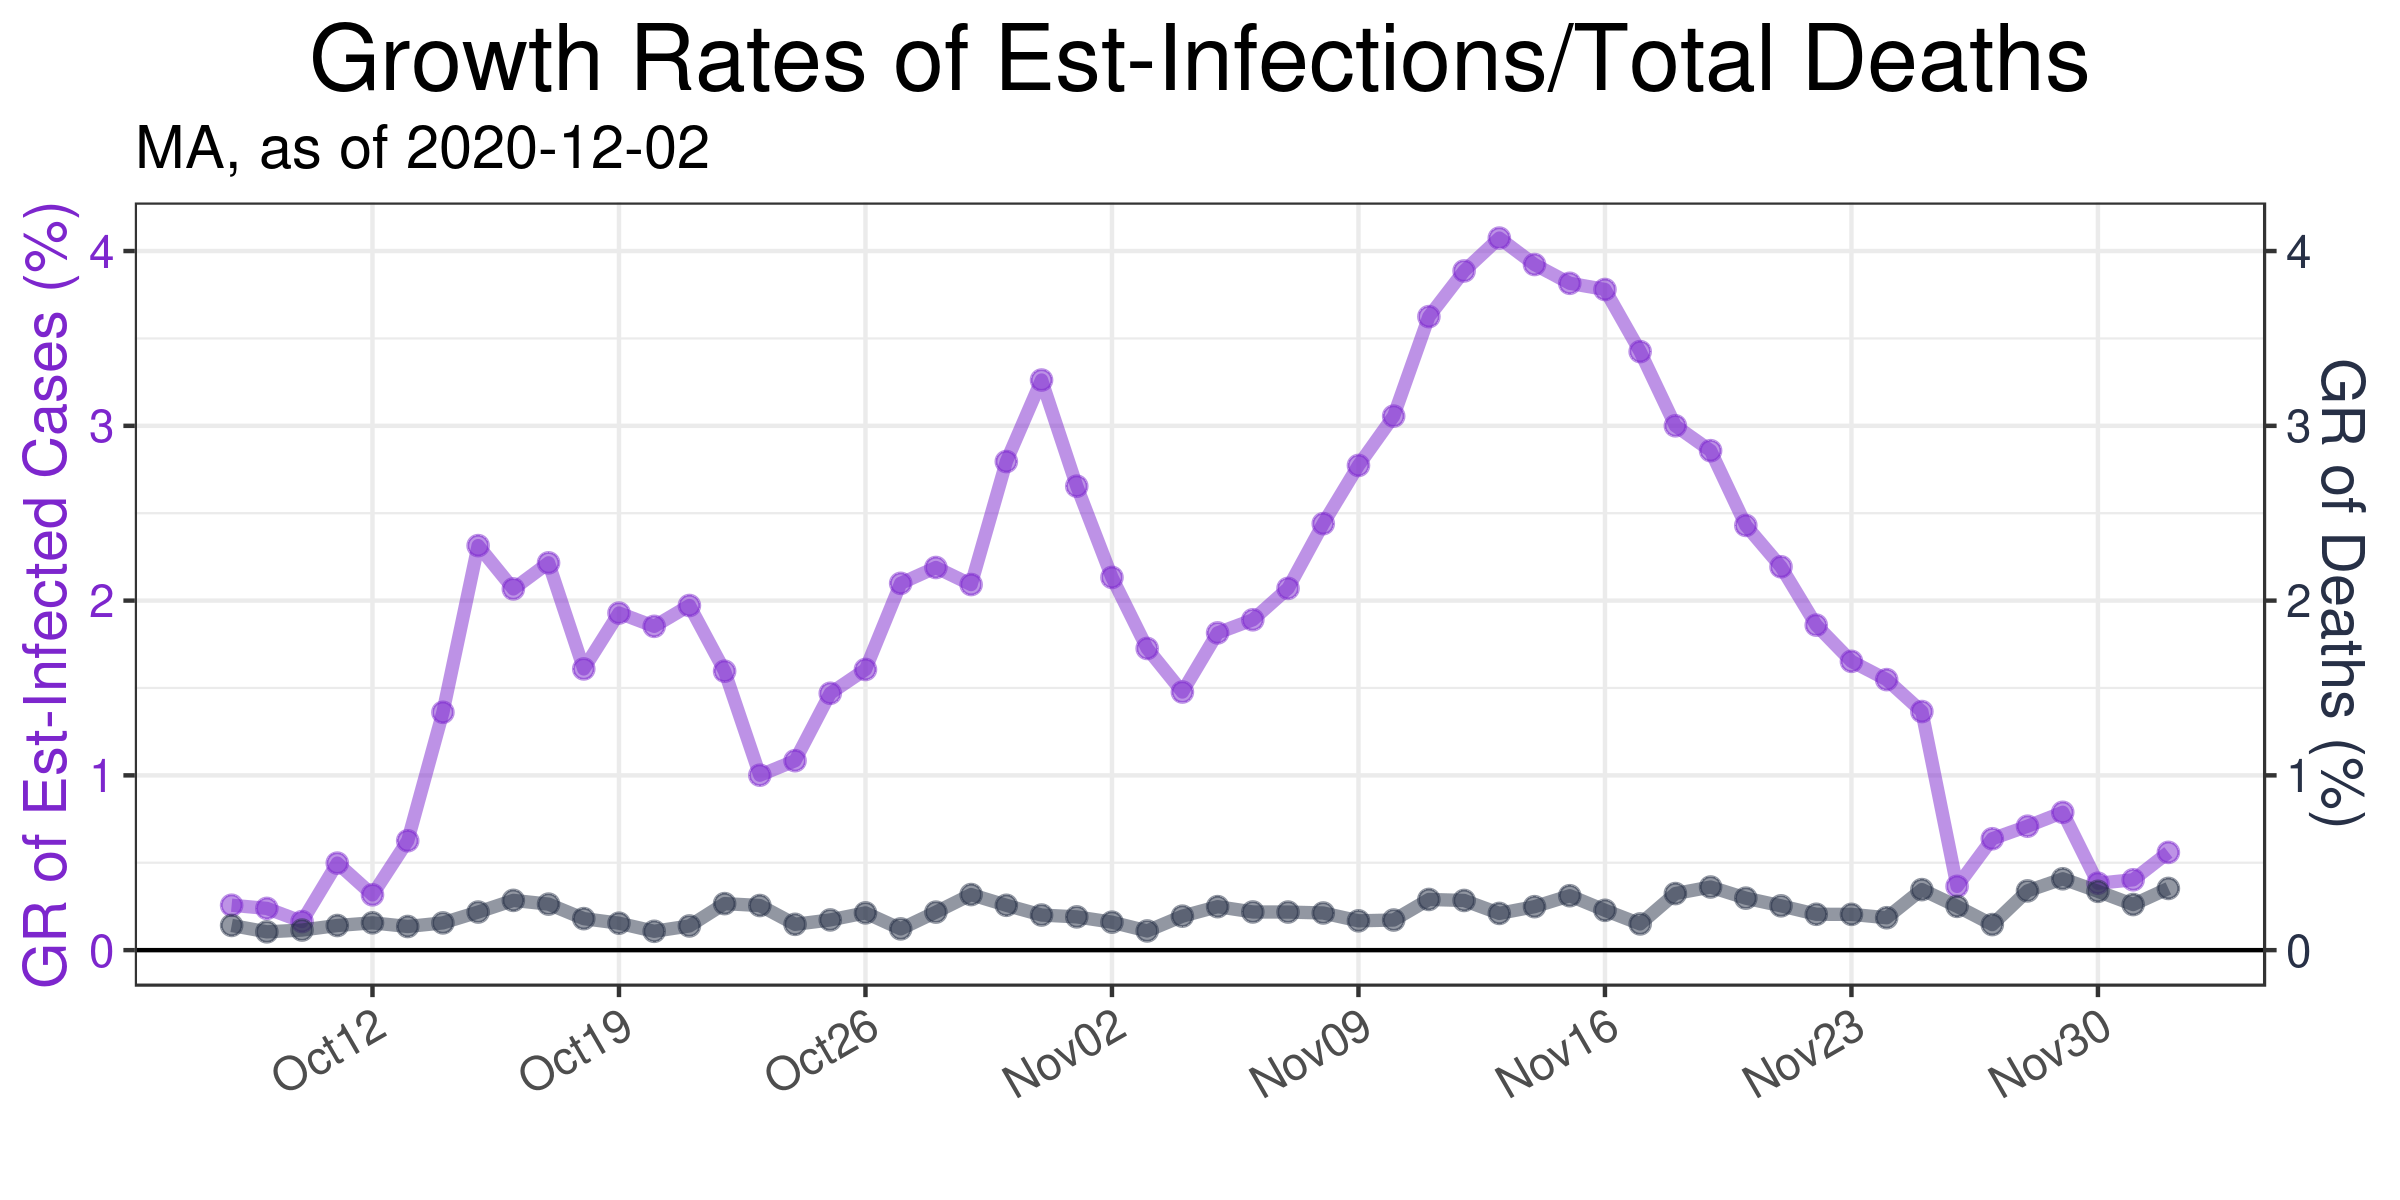 Growth Rates of Est-Infections/Total Deaths
MA, as of 2020-12-02
GR of Est-Infected Cases (%)
4
3
2
1
0
4
3
2
1
0
GR of Deaths (%)
Oct12
Oct19
Oct26
Nov02
Nov09
Nov16
Nov23
Nov30